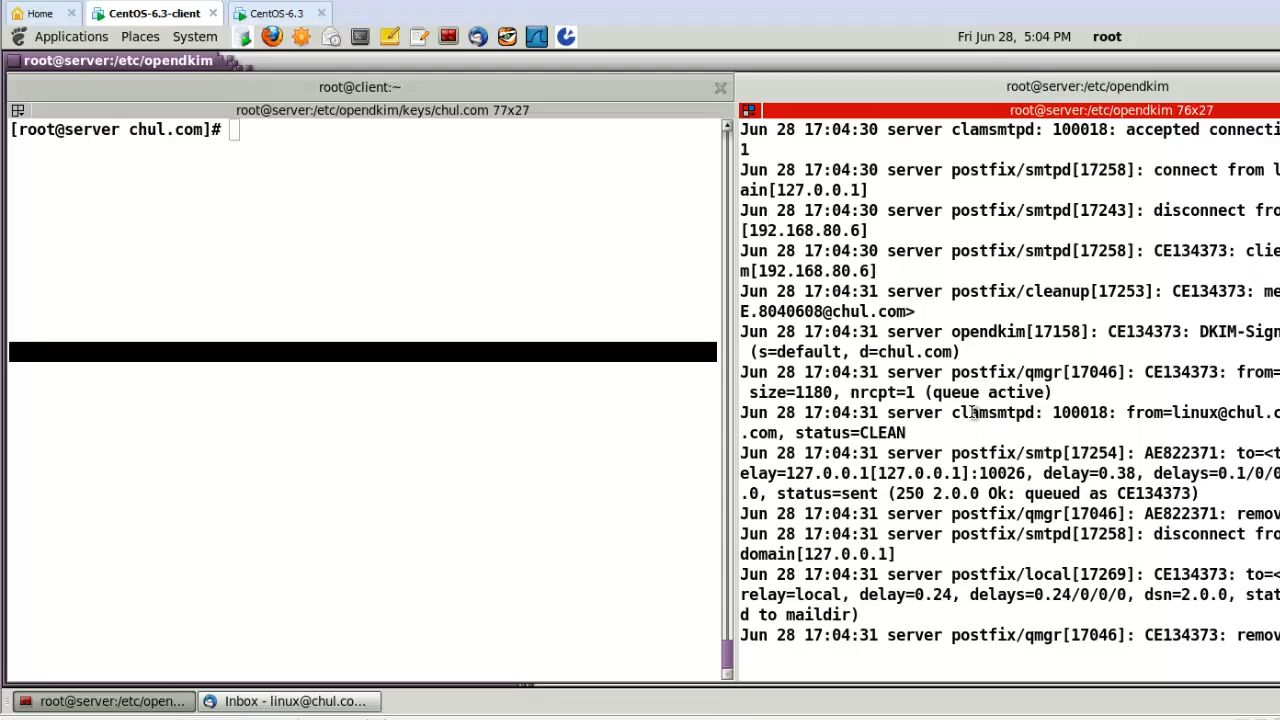 Home
CentOS-6.3-client
CentOS-6.3
Applications Places System
Fri Jun 28, 5:04 PM root
root@server:/etc/opendkim
root@client:~
root@server:/etc/opendkim/keys/chul.com 77x27
[root@server chul.com]#
root@server:/etc/opendkim
root@server:/etc/opendkim 76x27
Jun 28 17:04:30 server clamsmtpd: 100018: accepted connecti
1
Jun 28 17:04:30 server postfix/smtpd[17258]: connect from l
ain[127.0.0.1]
Jun 28 17:04:30 server postfix/smtpd[17243]: disconnect fro
[192.168.80.6]
Jun 28 17:04:30 server postfix/smtpd[17258]: CE134373: clie
m[192.168.80.6]
Jun 28 17:04:31 server postfix/cleanup[17253]: CE134373: me
E.8040608@chul.com>
Jun 28 17:04:31 server opendkim[17158]: CE134373: DKIM-Sign
(s=default, d=chul.com)
Jun 28 17:04:31 server postfix/qmgr[17046]: CE134373: from=
size=1180, nrcpt=1 (queue active)
Jun 28 17:04:31 server clamsmtpd: 100018: from=linux@chul.c
.com, status=CLEAN
Jun 28 17:04:31 server postfix/smtp[17254]: AE822371: to=<t
elay=127.0.0.1[127.0.0.1]:10026, delay=0.38, delays=0.1/0/0
.0, status=sent (250 2.0.0 Ok: queued as CE134373)
Jun 28 17:04:31 server postfix/qmgr[17046]: AE822371: remov
Jun 28 17:04:31 server postfix/smtpd[17258]: disconnect fro
domain[127.0.0.1]
Jun 28 17:04:31 server postfix/local[17269]: CE134373: to=<
relay=local, delay=0.24, delays=0.24/0/0/0, dsn=2.0.0, stat
d to maildir)
Jun 28 17:04:31 server postfix/qmgr[17046]: CE134373: remov
root@server:/etc/open...
Inbox - linux@chul.co...